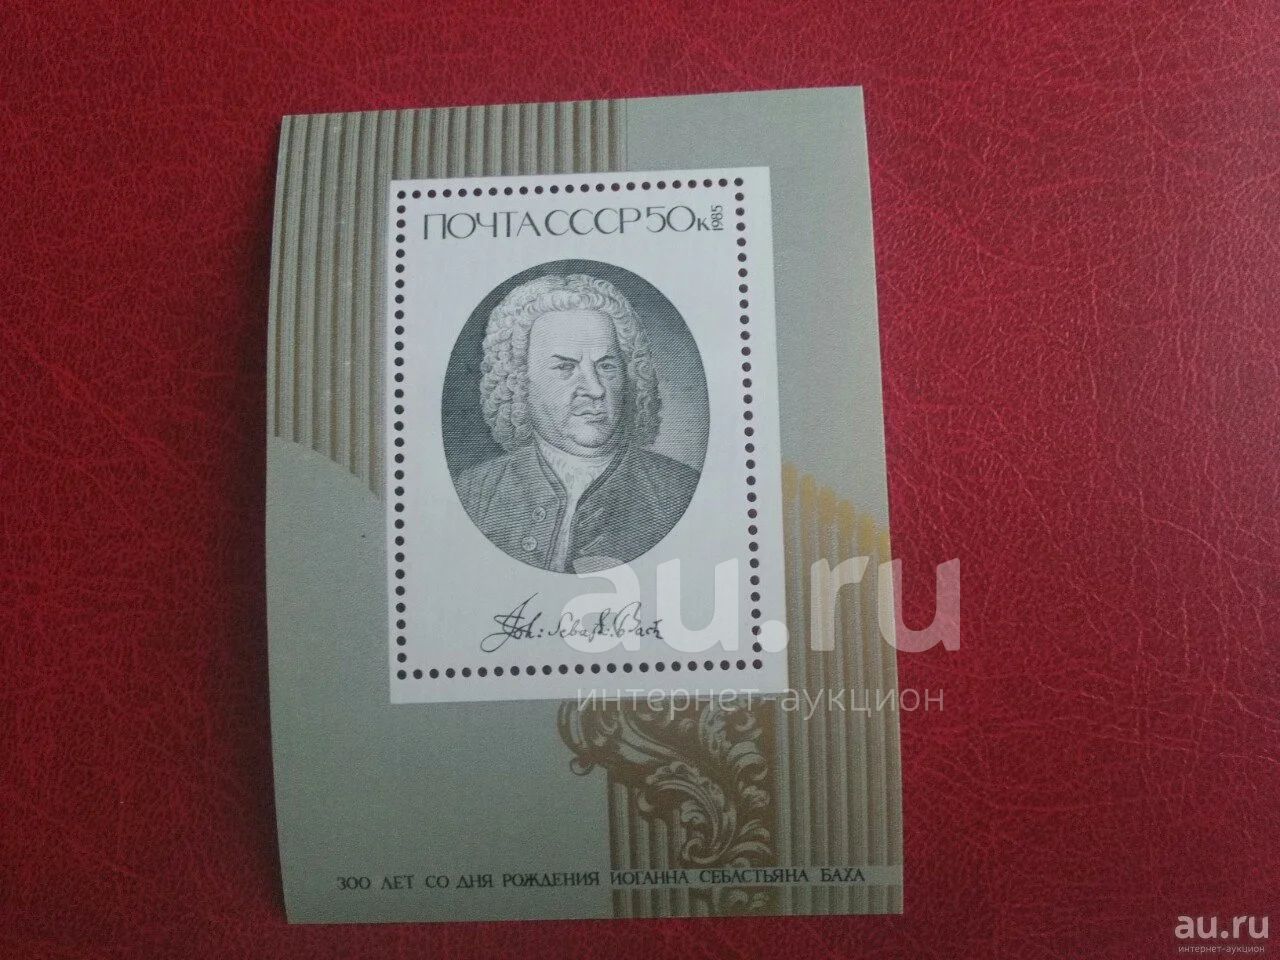 ПОЧТА СССР 50к 1985
Joh: Sebast: Bach
au.ru
интернет-аукцион
300 ЛЕТ СО ДНЯ РОЖДЕНИЯ ИОГАННА СЕБАСТЬЯНА БАХА
au.ru
интернет-аукцион